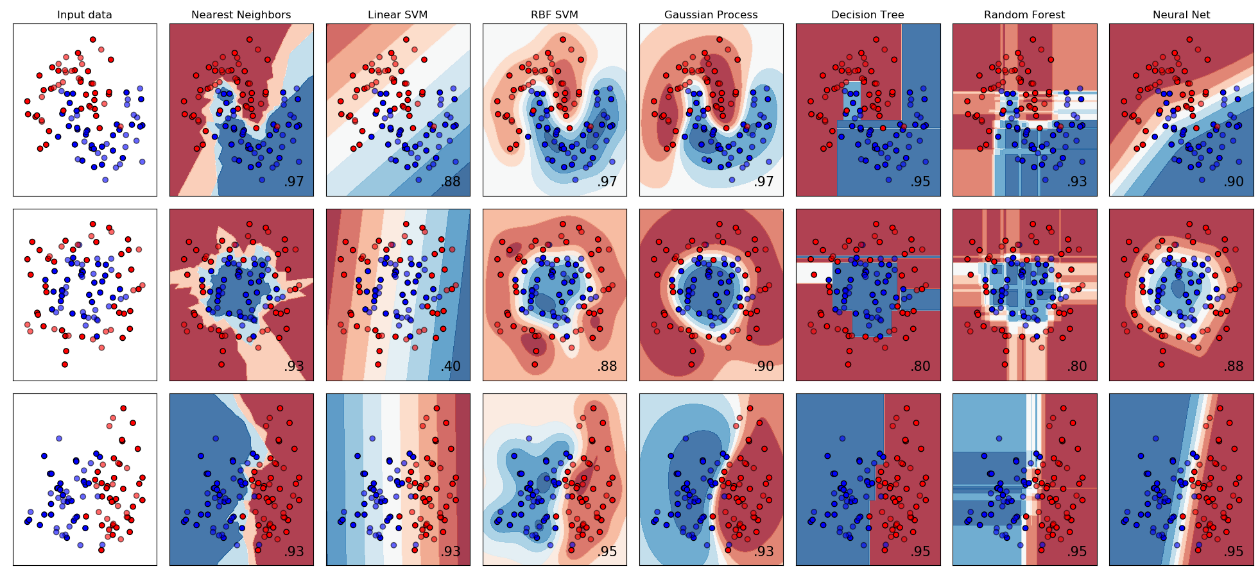 Input data
Nearest Neighbors
Linear SVM
RBF SVM
Gaussian Process
Decision Tree
Random Forest
Neural Net
.97
.88
.97
.97
.95
.93
.90
.93
.40
.88
.90
.80
.80
.88
.93
.93
.95
.93
.95
.95
.95